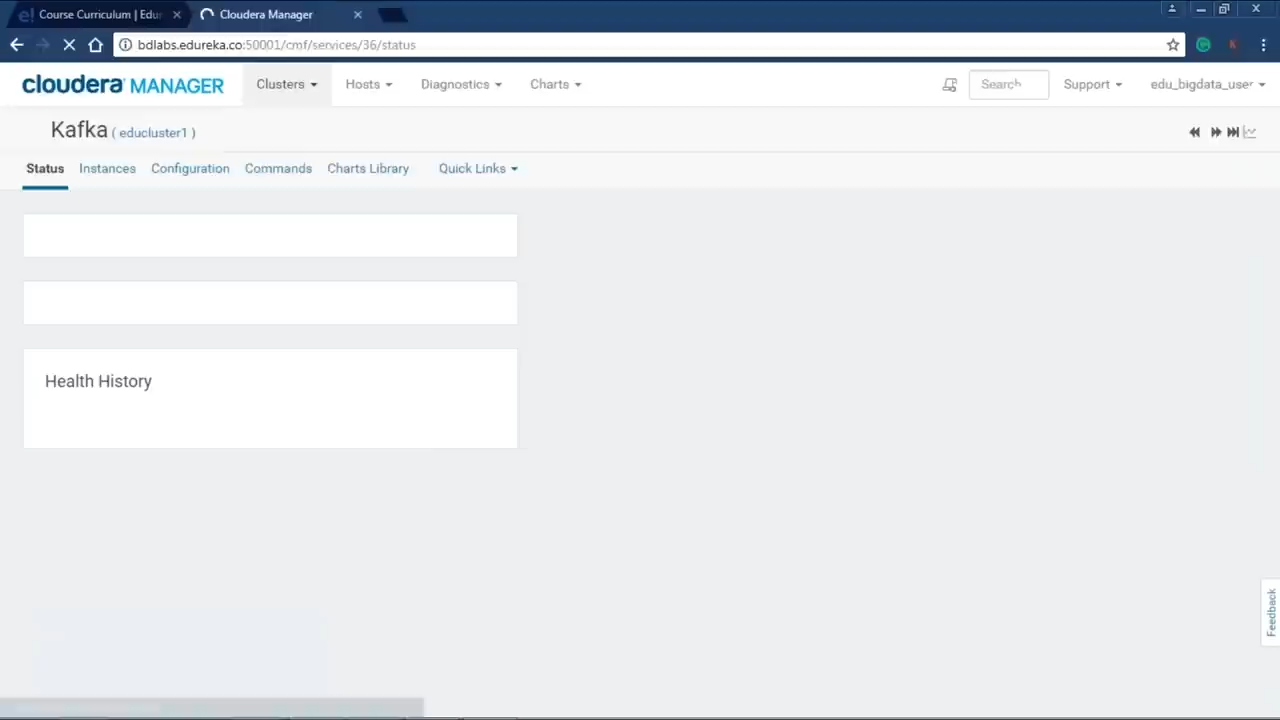 Course Curriculum | Edur
Cloudera Manager
bdlabs.edureka.co:50001/cmf/services/36/status
cloudera MANAGER
Clusters
Hosts
Diagnostics
Charts
Search
Support
edu_bigdata_user
Kafka ( educluster1 )
Status
Instances
Configuration
Commands
Charts Library
Quick Links
Health History
Feedback